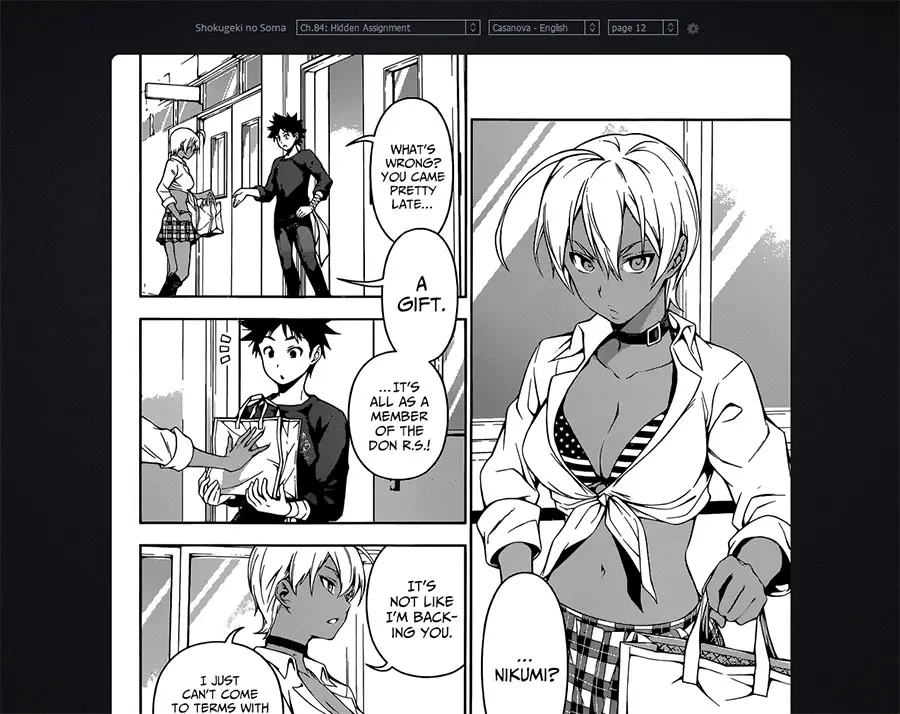 Shokugeki no Soma
Ch.84: Hidden Assignment
Casanova - English
page 12
...
NIKUMI?
WHAT'S
WRONG?
YOU CAME
PRETTY
LATE...
A
GIFT.
...IT'S
ALL AS A
MEMBER
OF THE
DON R.S.!
IT'S
NOT LIKE
I'M BACK-
ING YOU.
I JUST
CAN'T COME
TO TERMS WITH